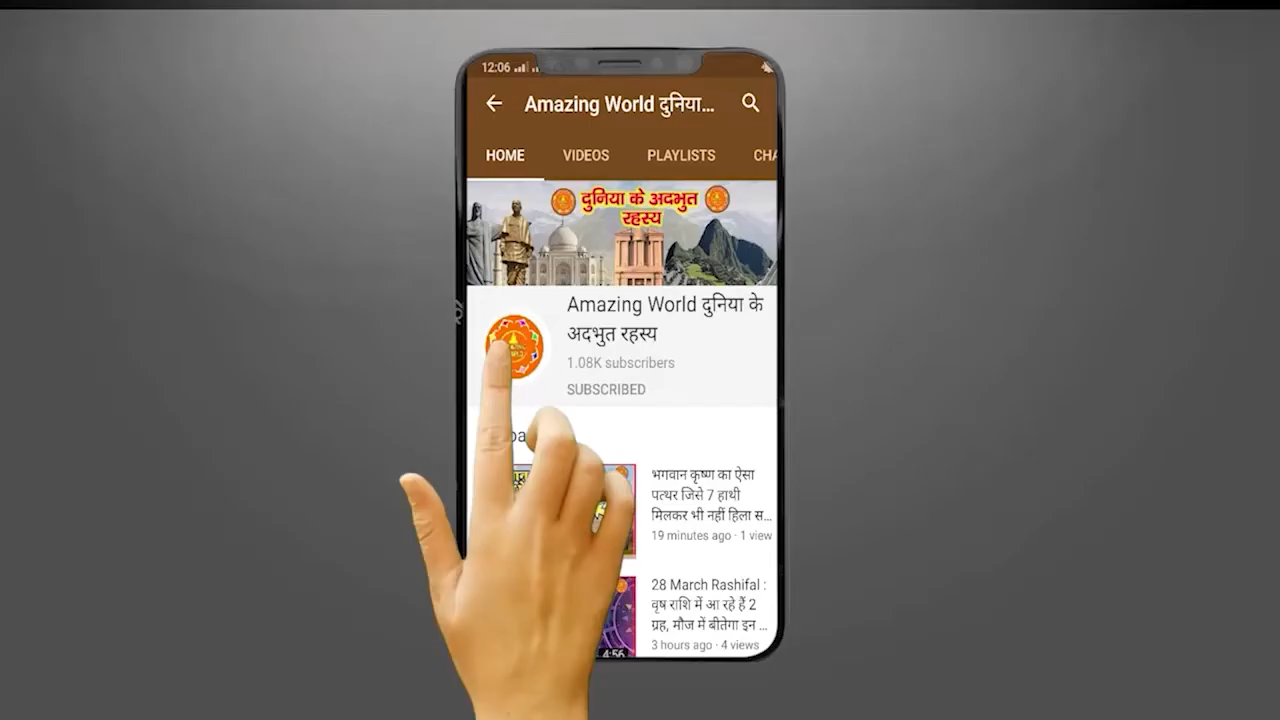 12:06
Amazing World दुनिया...
HOME VIDEOS PLAYLISTS CHA
दुनिया के अदभुत
रहस्य
Amazing World दुनिया के
अदभुत रहस्य
1.08K subscribers
SUBSCRIBED
भगवान कृष्ण का ऐसा
पत्थर जिसे 7 हाथी
मिलकर भी नहीं हिला स...
19 minutes ago · 1 view
28 March Rashifal :
वृष राशि में आ रहे हैं 2
ग्रह, मौज में बीतेगा इन ...
3 hours ago · 4 views
4:56